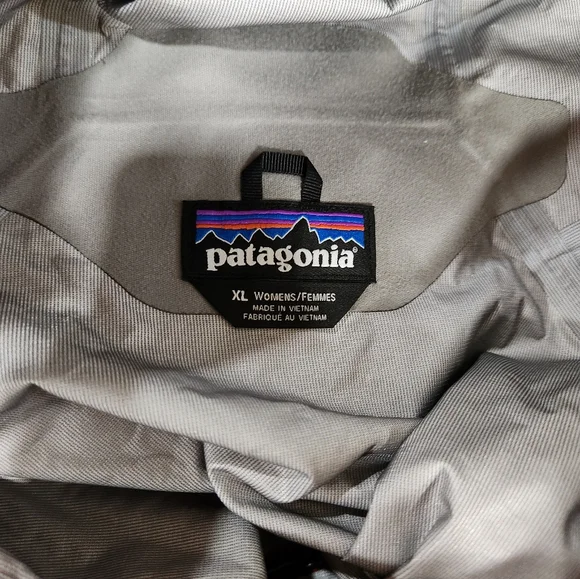 patagonia®
XL WOMENS/FEMMES
MADE IN VIETNAM
FABRIQUÉ AU VIETNAM